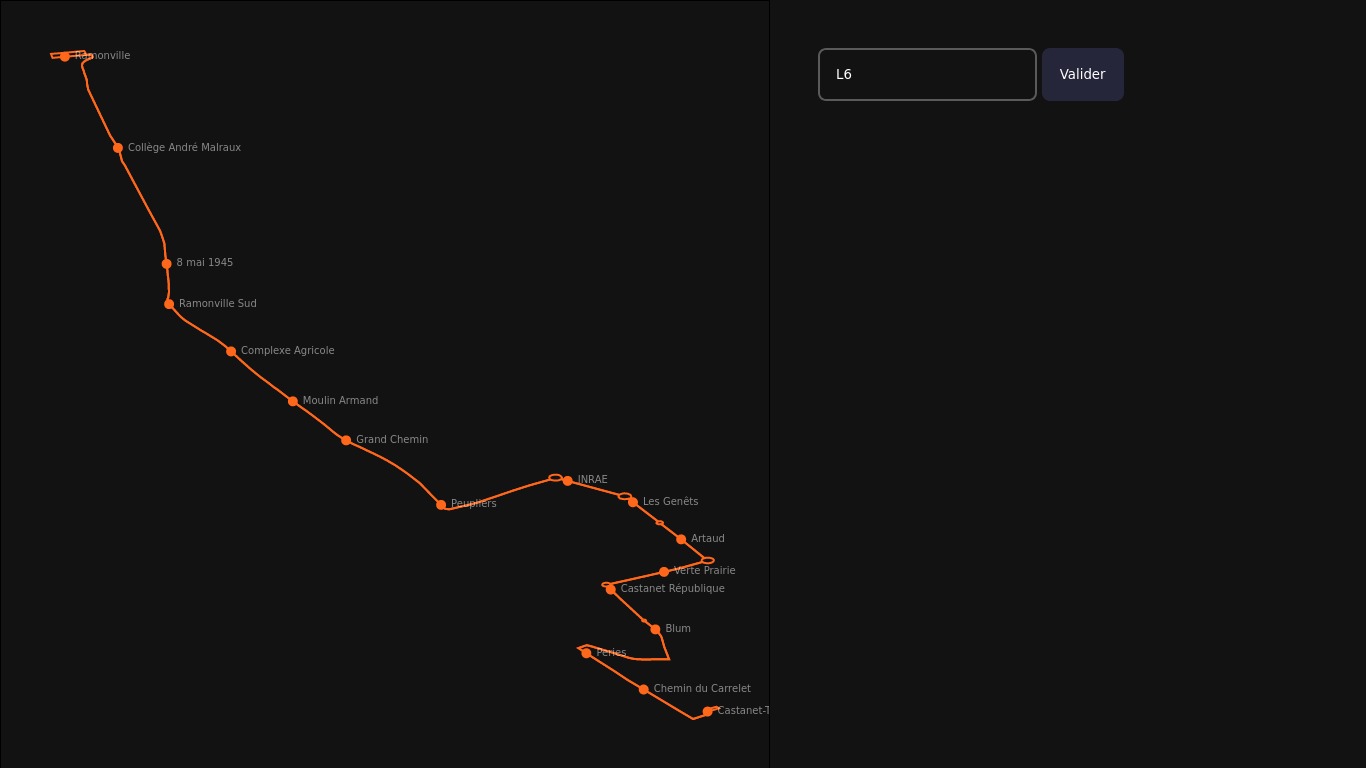 Ramonville
Collège André Malraux
8 mai 1945
Ramonville Sud
Complexe Agricole
Moulin Armand
Grand Chemin
Peupliers
INRAE
Les Genêts
Artaud
Verte Prairie
Castanet République
Blum
Péries
Chemin du Carrelet
Castanet-T
L6
Valider